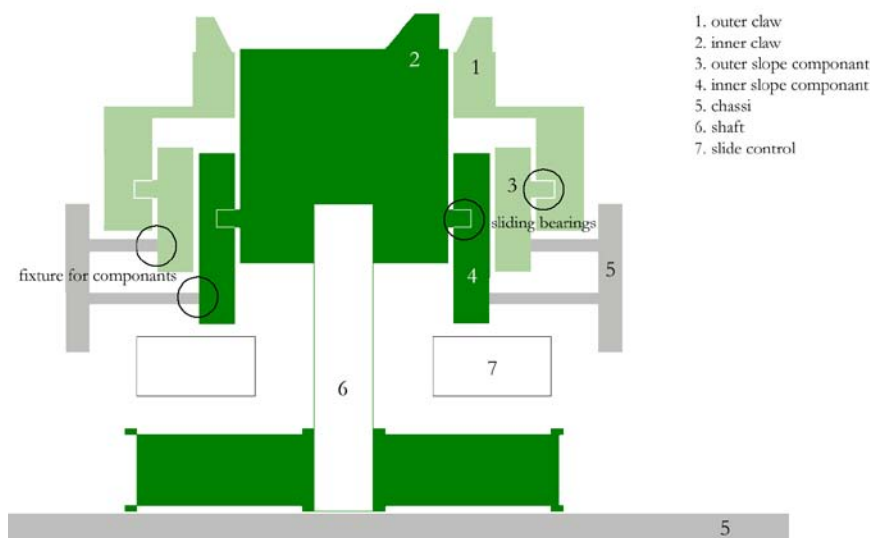 1. outer claw
2. inner claw
3. outer slope componant
4. inner slope componant
5. chassi
6. shaft
7. slide control
2
1
3
sliding bearings
fixture for componants
4
5
7
6
5